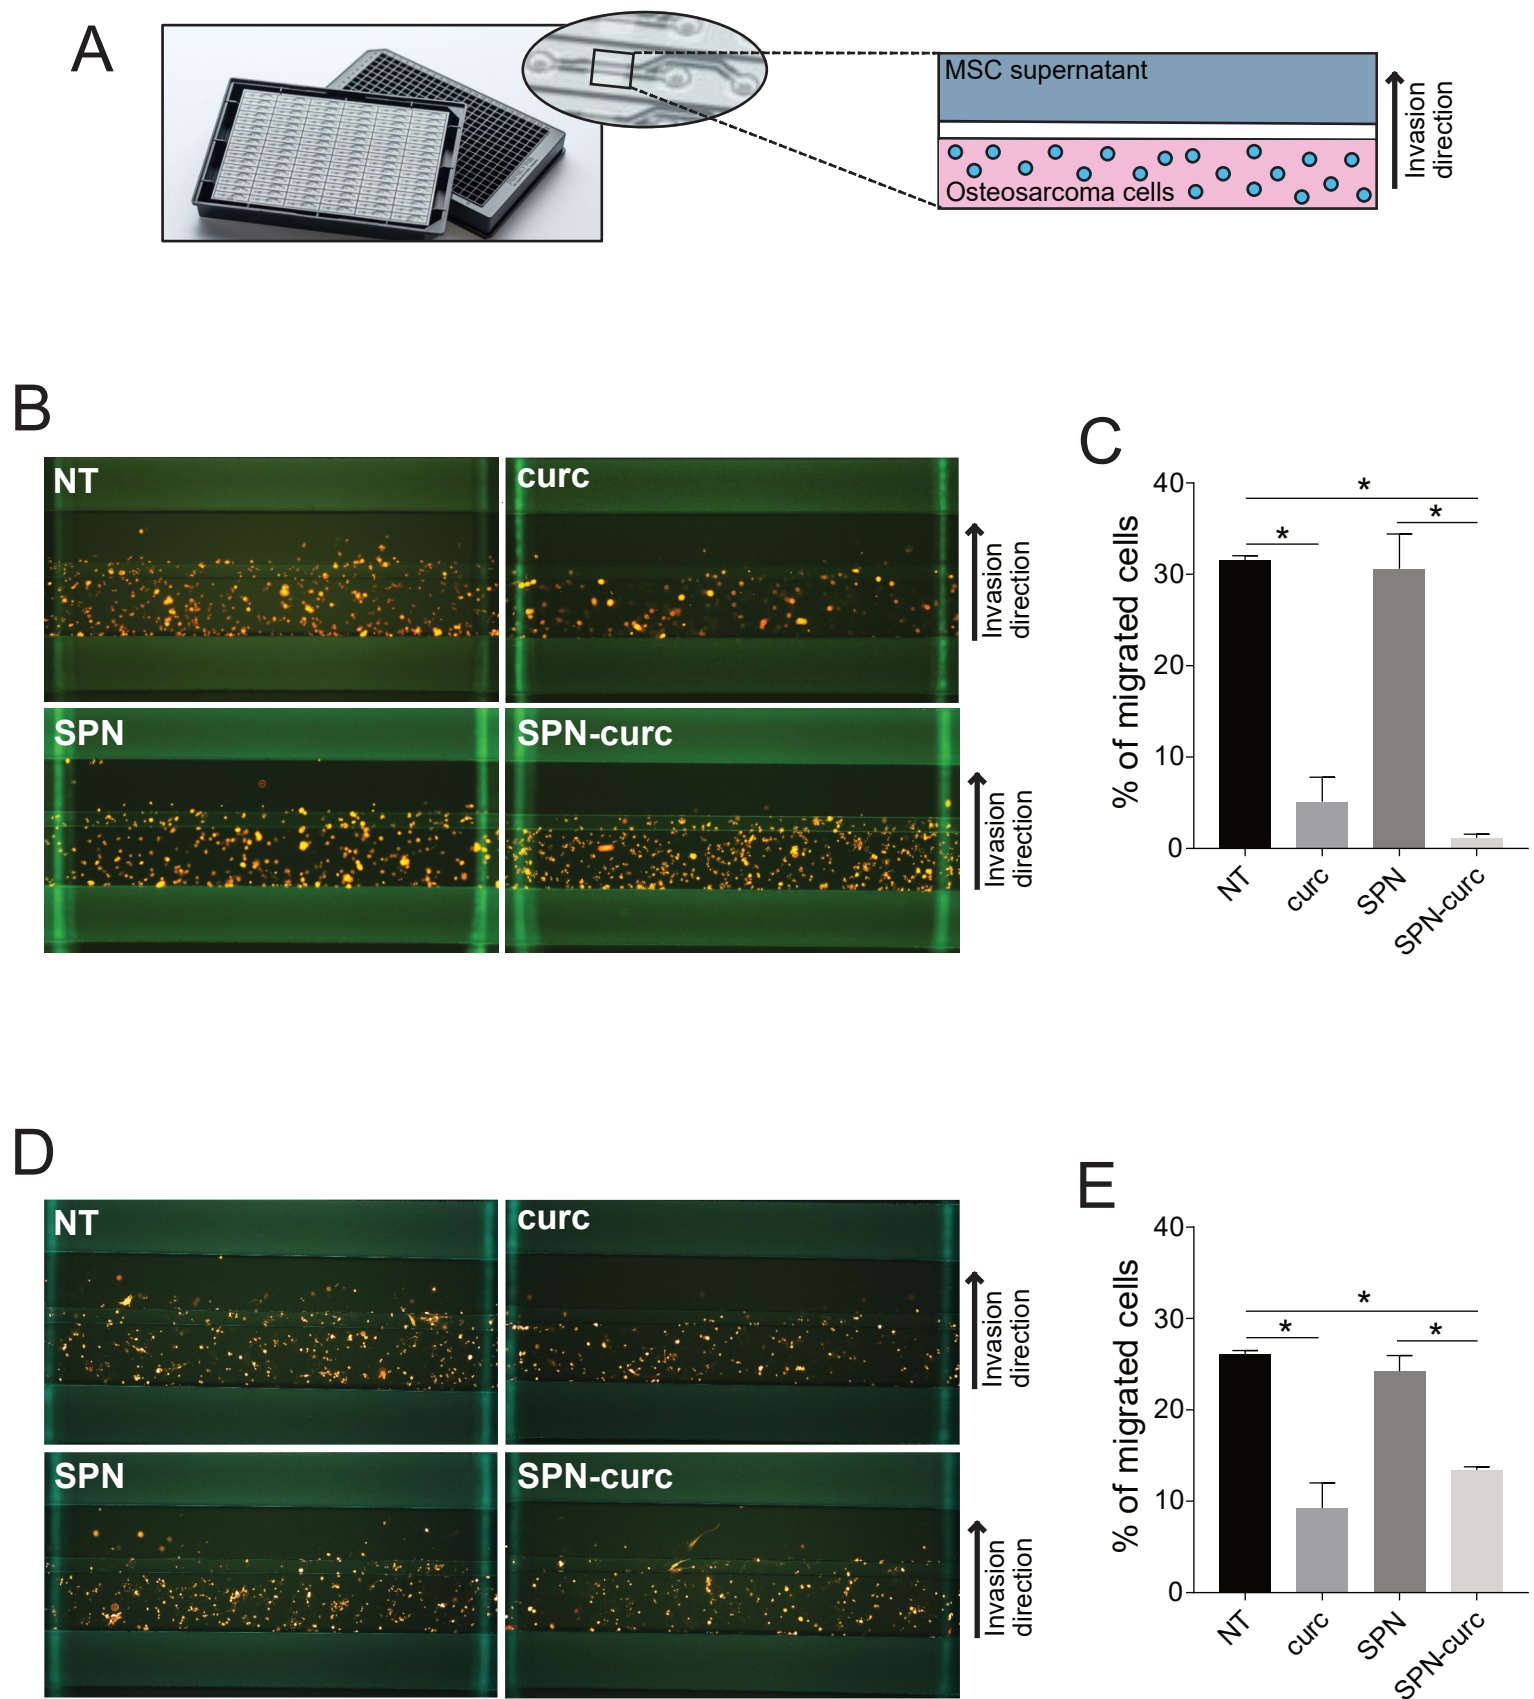 A
MSC supernatant
Osteosarcoma cells
Invasion
direction
B
NT
curc
SPN
SPN-curc
Invasion
direction
Invasion
direction
C
% of migrated cells
40
30
20
10
0
*
*
*
NT
curc
SPN
SPN-curc
D
NT
curc
SPN
SPN-curc
Invasion
direction
Invasion
direction
E
% of migrated cells
40
30
20
10
0
*
*
*
NT
curc
SPN
SPN-curc